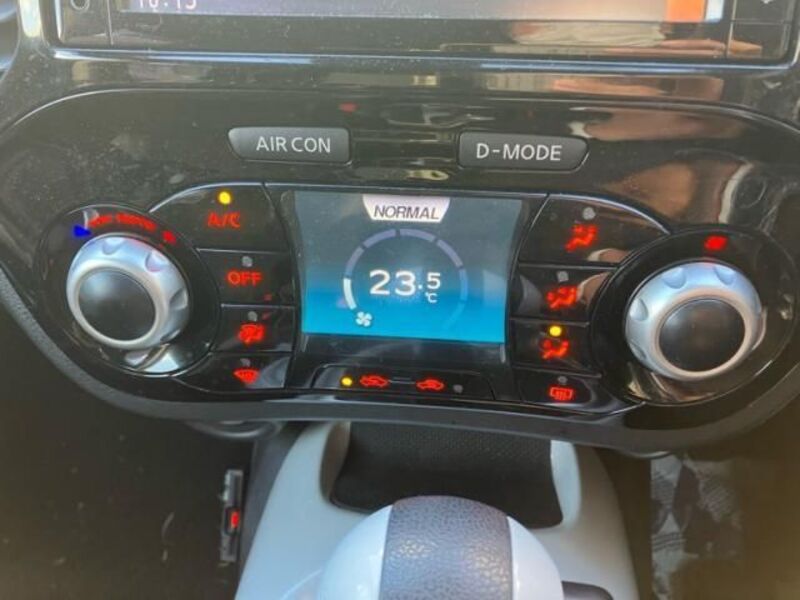 AIR CON
D-MODE
NORMAL
A/C
23.5
°C
OFF